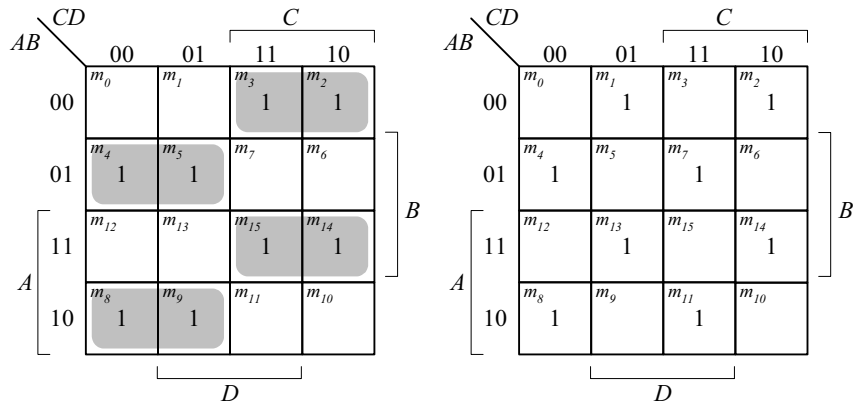 CD C CD C
AB 00 01 11 10 AB 00 01 11 10
m0 m1 m3 m2 m0 m1 m3 m2
00 1 1 00 1 1
m4 m5 m7 m6 m4 m5 m7 m6
01 1 1 01 1 1
B B
m12 m13 m15 m14 m12 m13 m15 m14
11 1 1 11 1 1
A A
m8 m9 m11 m10 m8 m9 m11 m10
10 1 1 10 1 1
D D